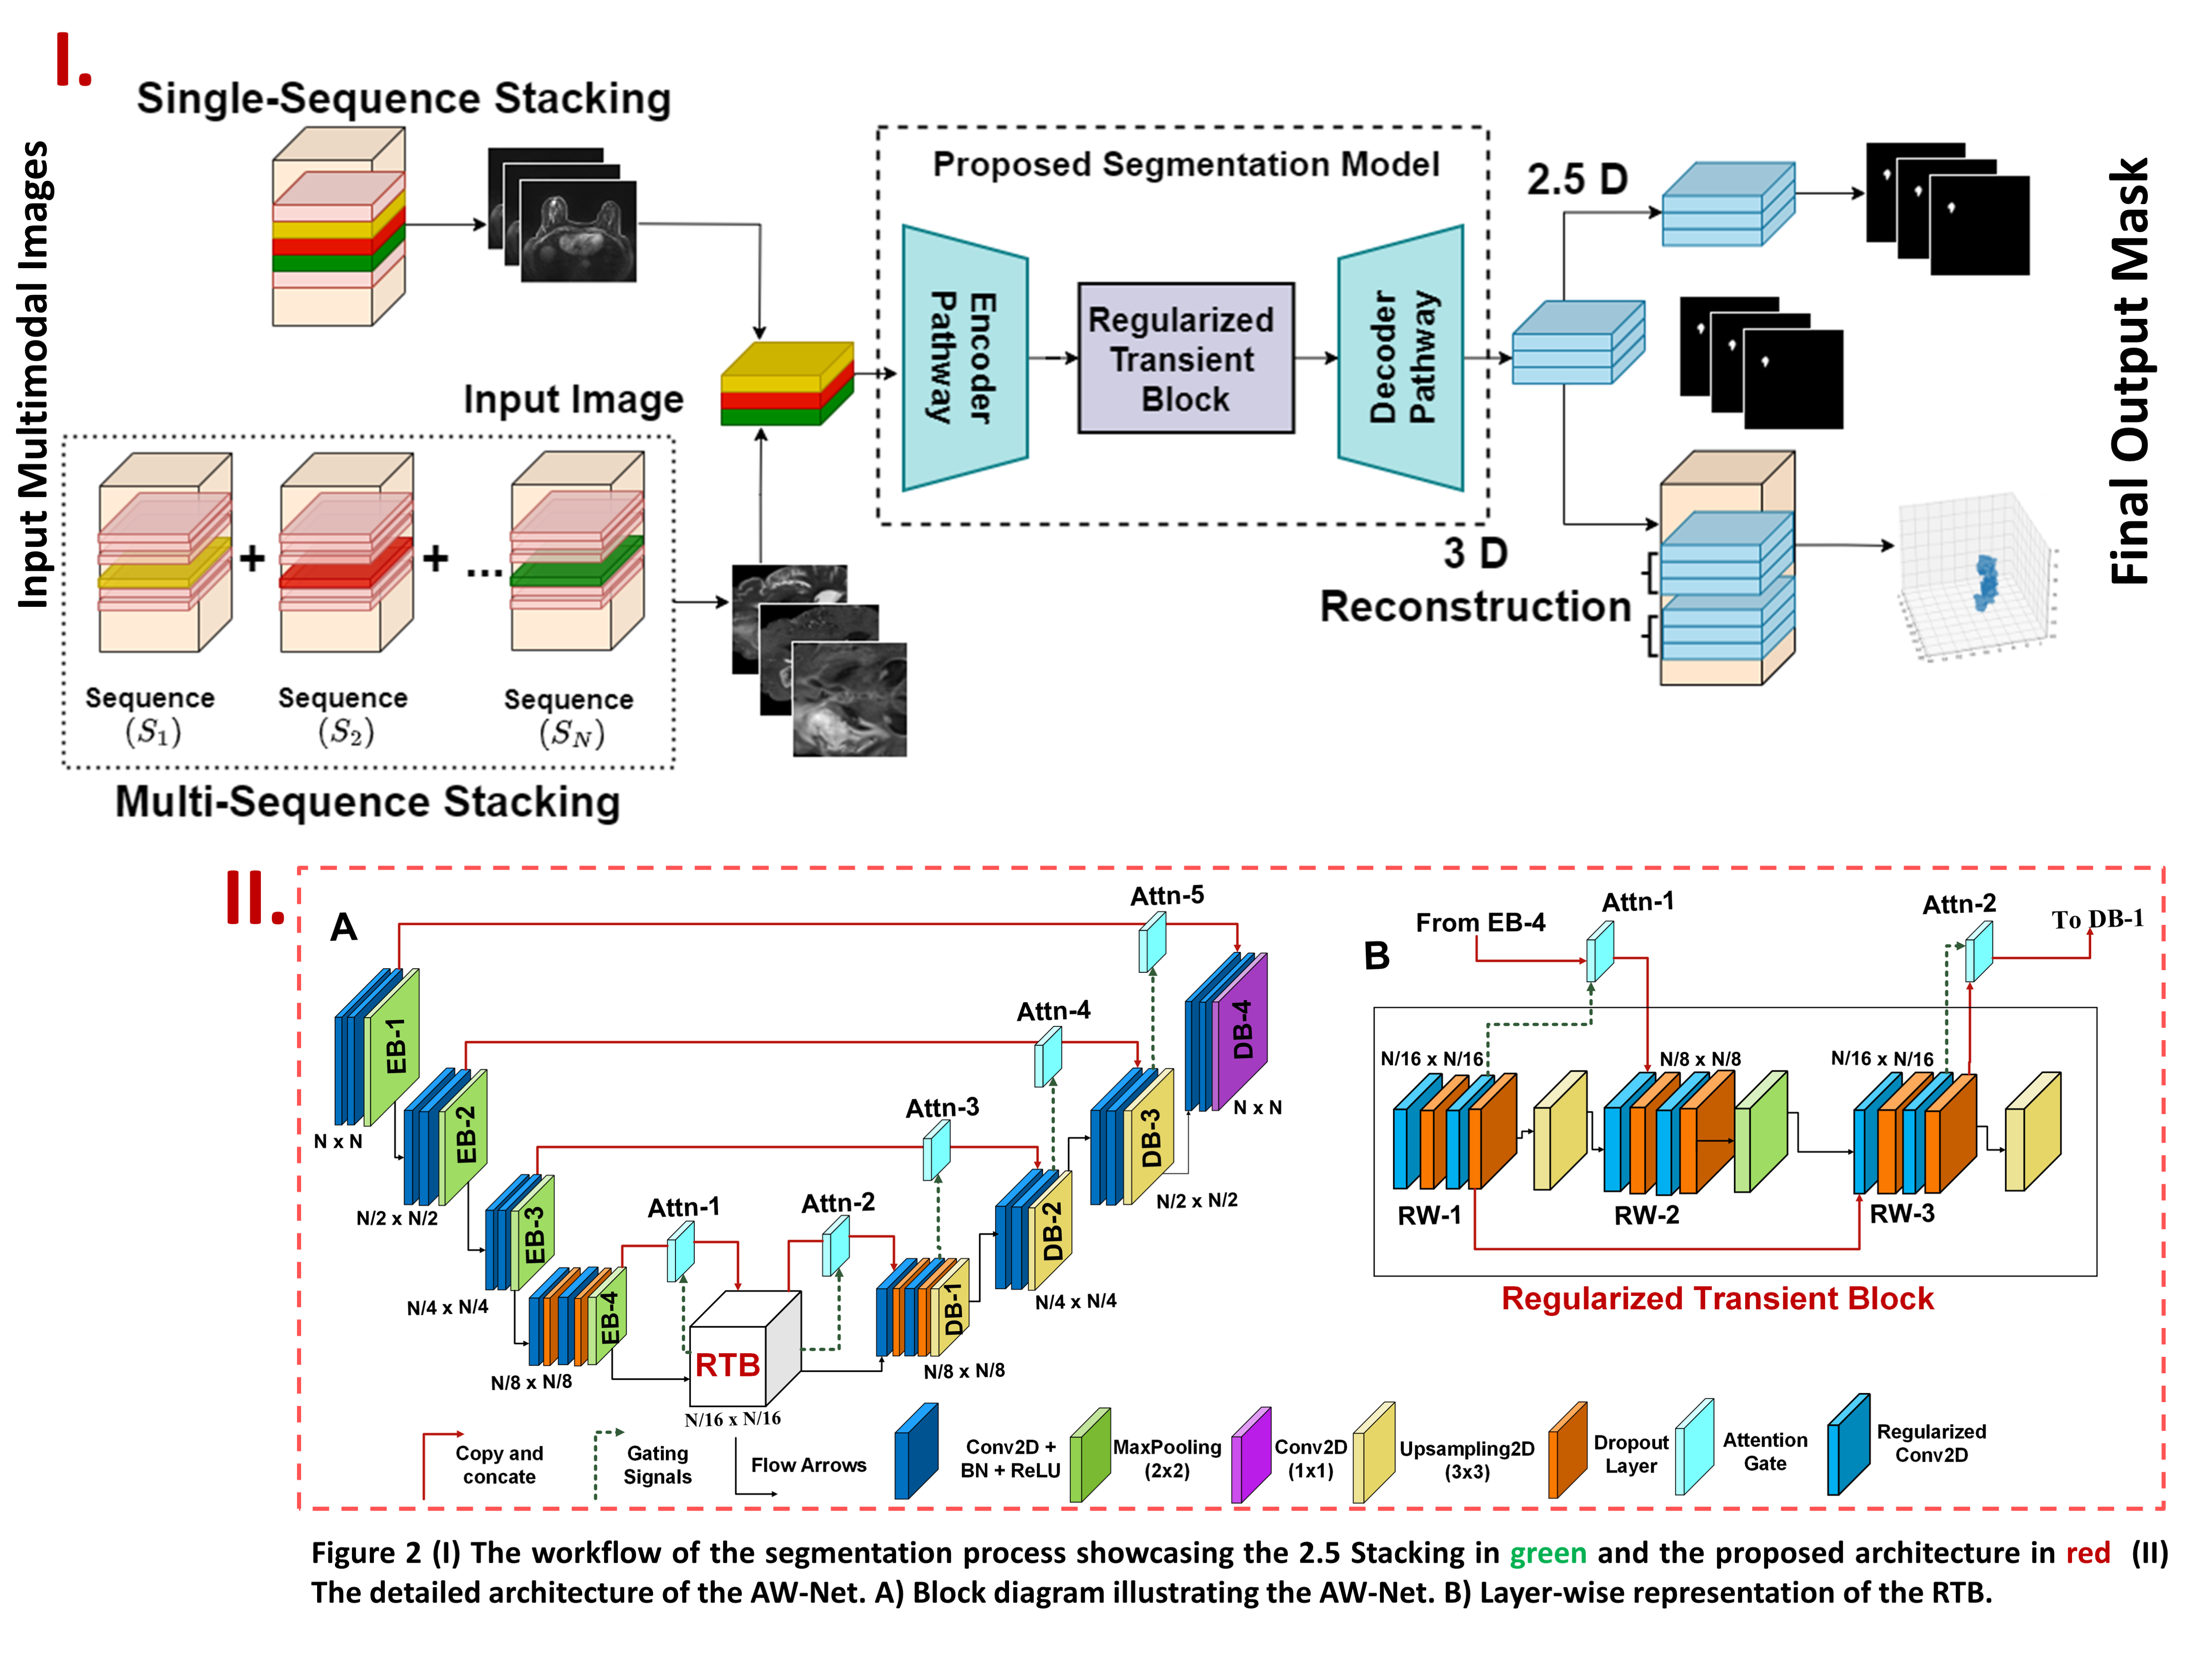 I.
Single-Sequence Stacking
Input Multimodal Images
Input Image
Sequence
(S1)
+
Sequence
(S2)
+
...
Sequence
(SN)
Multi-Sequence Stacking
Proposed Segmentation Model
Encoder
Pathway
Regularized
Transient
Block
Decoder
Pathway
2.5 D
3 D
Reconstruction
Final Output Mask
II.
A
EB-1
N x N
EB-2
N/2 x N/2
EB-3
N/4 x N/4
EB-4
N/8 x N/8
Attn-1
RTB
N/16 x N/16
Attn-2
DB-1
N/8 x N/8
Attn-3
DB-2
N/4 x N/4
Attn-4
DB-3
N/2 x N/2
Attn-5
DB-4
N x N
B
From EB-4
Attn-1
Attn-2
To DB-1
N/16 x N/16
N/8 x N/8
N/16 x N/16
RW-1
RW-2
RW-3
Regularized Transient Block
Copy and
concate
Gating
Signals
Flow Arrows
Conv2D +
BN + ReLU
MaxPooling
(2x2)
Conv2D
(1x1)
Upsampling2D
(3x3)
Dropout
Layer
Attention
Gate
Regularized
Conv2D
Figure 2 (I) The workflow of the segmentation process showcasing the 2.5 Stacking in green and the proposed architecture in red (II)
The detailed architecture of the AW-Net. A) Block diagram illustrating the AW-Net. B) Layer-wise representation of the RTB.